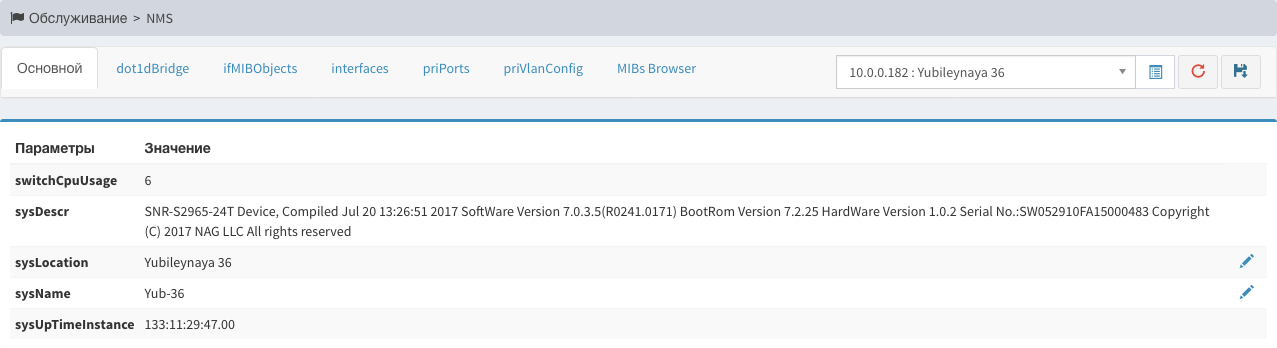 Обслуживание > NMS
Основной dot1dBridge ifMIBObjects interfaces priPorts priVlanConfig MIBs Browser 10.0.0.182 : Yubileynaya 36
Параметры Значение
switchCpuUsage 6
sysDescr SNR-S2965-24T Device, Compiled Jul 20 13:26:51 2017 SoftWare Version 7.0.3.5(R0241.0171) BootRom Version 7.2.25 HardWare Version 1.0.2 Serial No.:SW052910FA15000483 Copyright
(C) 2017 NAG LLC All rights reserved
sysLocation Yubileynaya 36
sysName Yub-36
sysUpTimeInstance 133:11:29:47.00